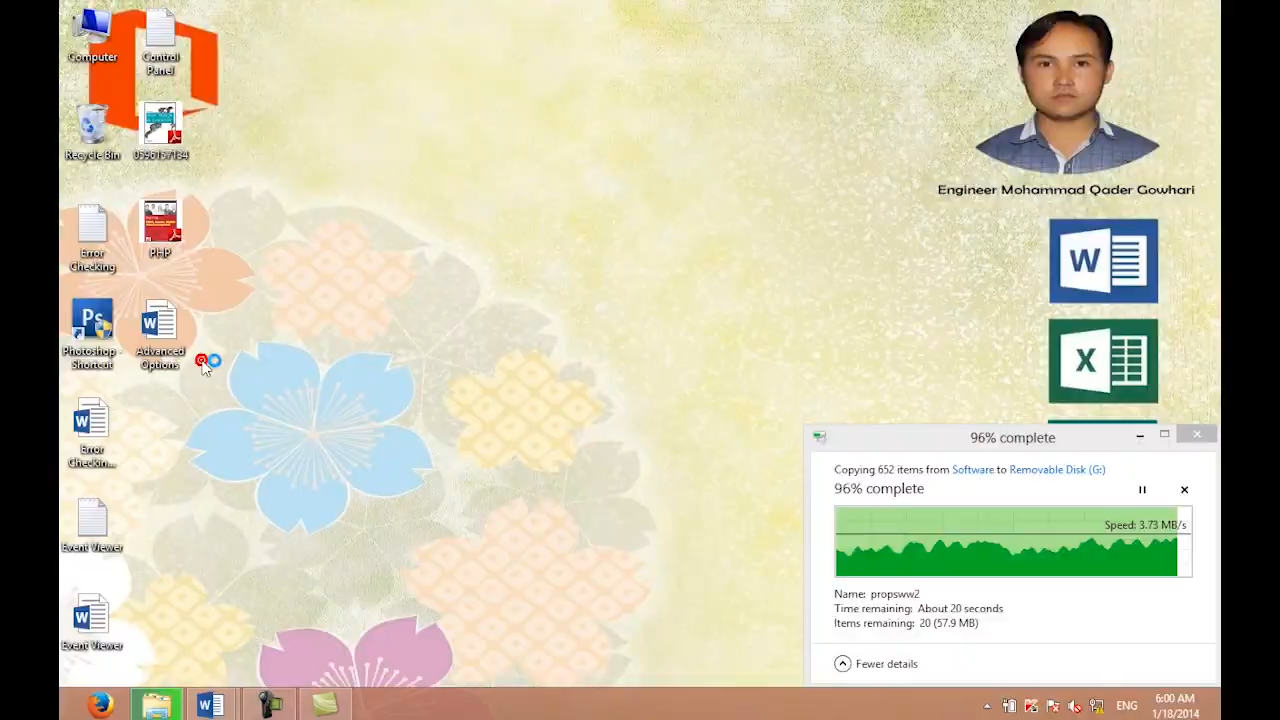 Computer
Control
Panel
Recycle Bin
0596157134
Error
Checking
PHP
Ps
Photoshop -
Shortcut
W
Advanced
Options
W
Error
Checkin...
Event Viewer
W
Event Viewer
Engineer Mohammad Qader Gowhari
W
X
96% complete
Copying 652 items from Software to Removable Disk (G:)
96% complete
Speed: 3.73 MB/s
Name: propsww2
Time remaining: About 20 seconds
Items remaining: 20 (57.9 MB)
Fewer details
W
ENG
6:00 AM
1/18/2014